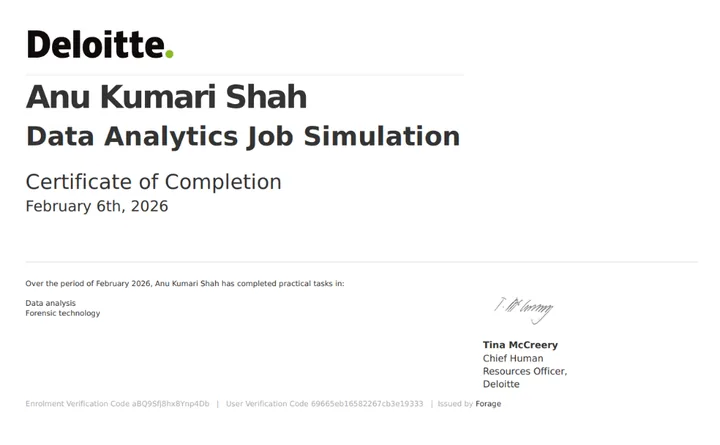 Deloitte.
Anu Kumari Shah
Data Analytics Job Simulation
Certificate of Completion
February 6th, 2026
Over the period of February 2026, Anu Kumari Shah has completed practical tasks in:
Data analysis
Forensic technology
T. McCreery
Tina McCreery
Chief Human
Resources Officer,
Deloitte
Enrolment Verification Code aBQ9Sfj8hxBYnp4Db | User Verification Code 69665eb16582267cb3e19333 | Issued by Forage